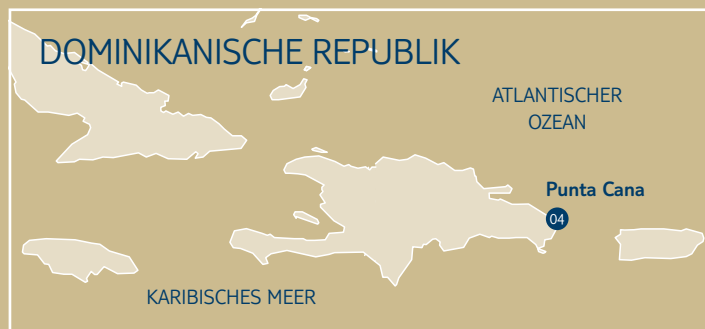 DOMINIKANISCHE REPUBLIK
ATLANTISCHER
OZEAN
Punta Cana
04
KARIBISCHES MEER